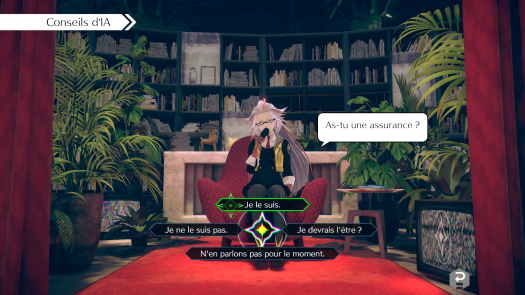 Conseils d'IA
As-tu une assurance ?
Je le suis.
Je ne le suis pas.
Je devrais l'être ?
N'en parlons pas pour le moment.